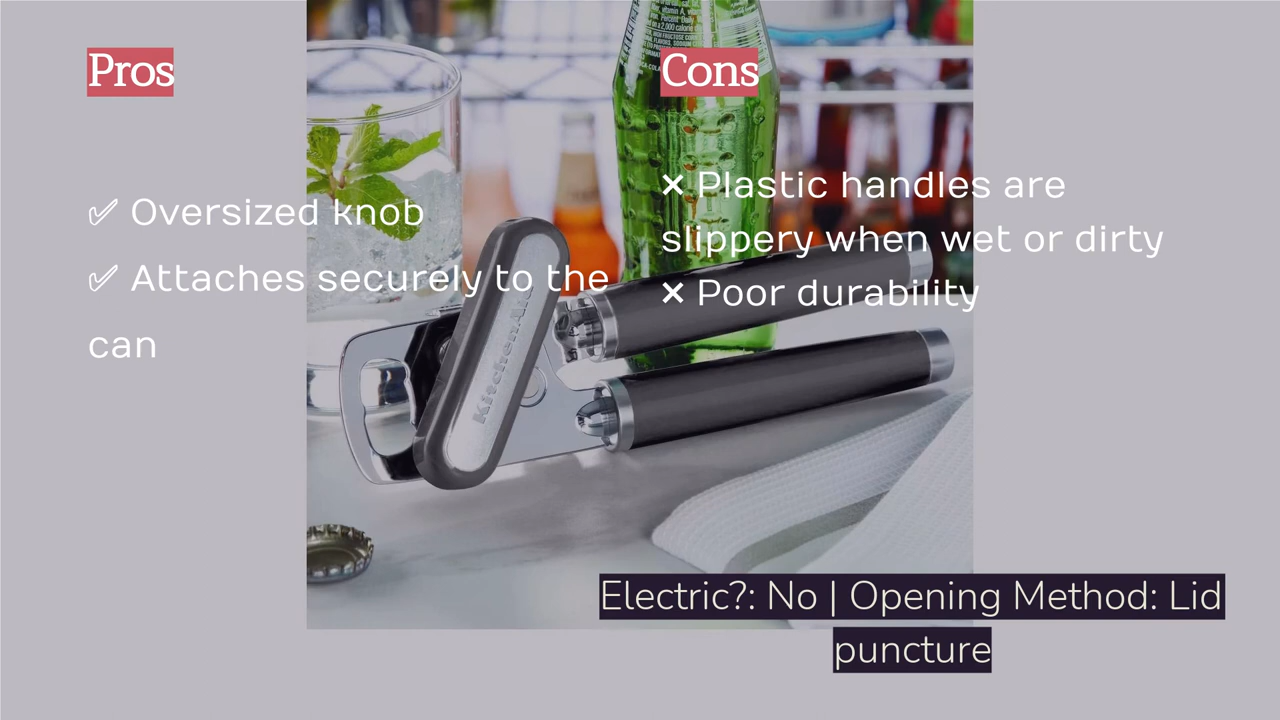 Pros
✅ Oversized knob
✅ Attaches securely to the
can
Cons
❌ Plastic handles are
slippery when wet or dirty
❌ Poor durability
KitchenAid
Electric?: No | Opening Method: Lid
puncture